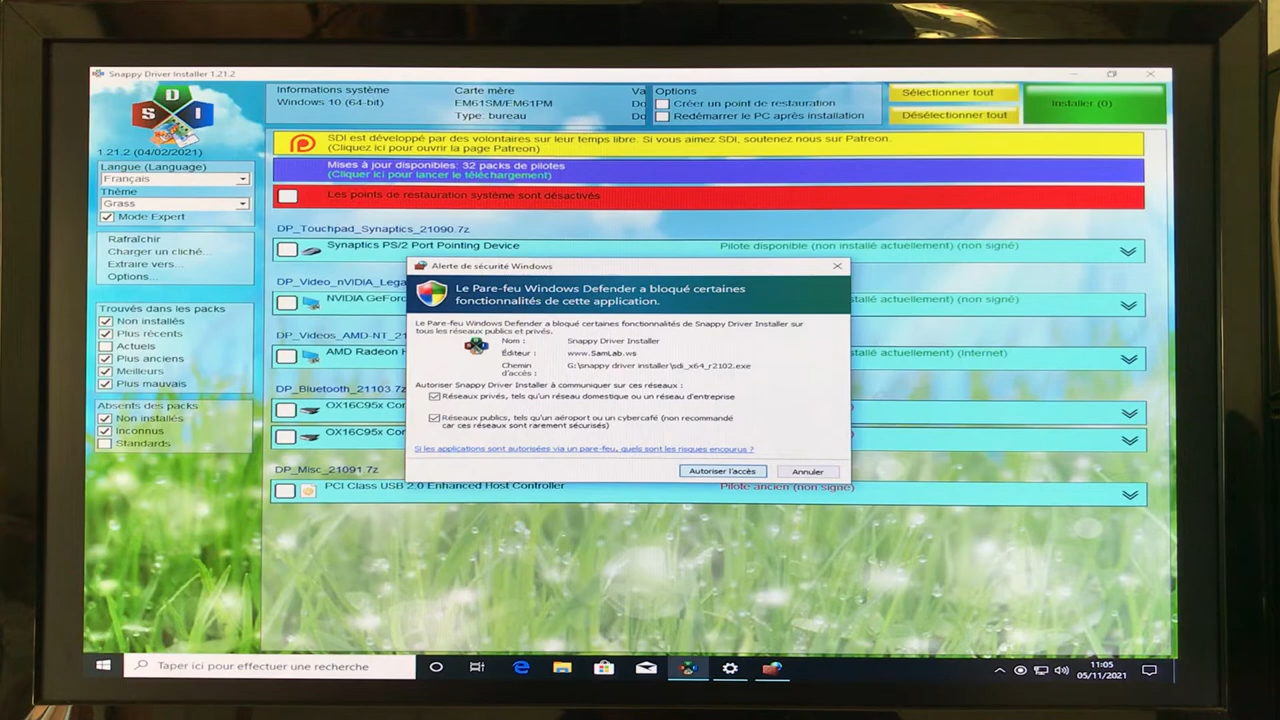 Snappy Driver Installer 1.21.2
S D I
1.21.2 (04/02/2021)
Langue (Language)
Français
Thème
Grass
Mode Expert
Rafraîchir
Charger un cliché...
Extraire vers...
Options...
Trouvés dans les packs
Non installés
Plus récents
Actuels
Plus anciens
Meilleurs
Plus mauvais
Absents des packs
Non installés
Inconnus
Standards
Informations système
Windows 10 (64-bit)
Carte mère
EM61SM/EM61PM
Type: bureau
Va
Do
Do
Options
Créer un point de restauration
Redémarrer le PC après installation
Sélectionner tout
Désélectionner tout
Installer (0)
SDI est développé par des volontaires sur leur temps libre. Si vous aimez SDI, soutenez nous sur Patreon.
(Cliquez ici pour ouvrir la page Patreon)
Mises à jour disponibles: 32 packs de pilotes
(Cliquer ici pour lancer le téléchargement)
Les points de restauration système sont désactivés
DP_Touchpad_Synaptics_21090.7z
Synaptics PS/2 Port Pointing Device
Pilote disponible (non installé actuellement) (non signé)
DP_Video_nVIDIA_Lega
NVIDIA GeForc
stallé actuellement) (non signé)
DP_Videos_AMD-NT_21
AMD Radeon H
stallé actuellement) (Internet)
DP_Bluetooth_21103.7z
OX16C95x Cor
OX16C95x Cor
DP_Misc_21091.7z
PCI Class USB 2.0 Enhanced Host Controller
Pilote ancien (non signé)
Alerte de sécurité Windows
Le Pare-feu Windows Defender a bloqué certaines
fonctionnalités de cette application.
Le Pare-feu Windows Defender a bloqué certaines fonctionnalités de Snappy Driver Installer sur
tous les réseaux publics et privés.
Nom : Snappy Driver Installer
Éditeur : www.SamLab.ws
Chemin
d'accès : G:\snappy driver installer\sdi_x64_r2102.exe
Autoriser Snappy Driver Installer à communiquer sur ces réseaux :
Réseaux privés, tels qu'un réseau domestique ou un réseau d'entreprise
Réseaux publics, tels qu'un aéroport ou un cybercafé (non recommandé
car ces réseaux sont rarement sécurisés)
Si les applications sont autorisées via un pare-feu, quels sont les risques encourus ?
Autoriser l'accès
Annuler
Taper ici pour effectuer une recherche
11:05
05/11/2021